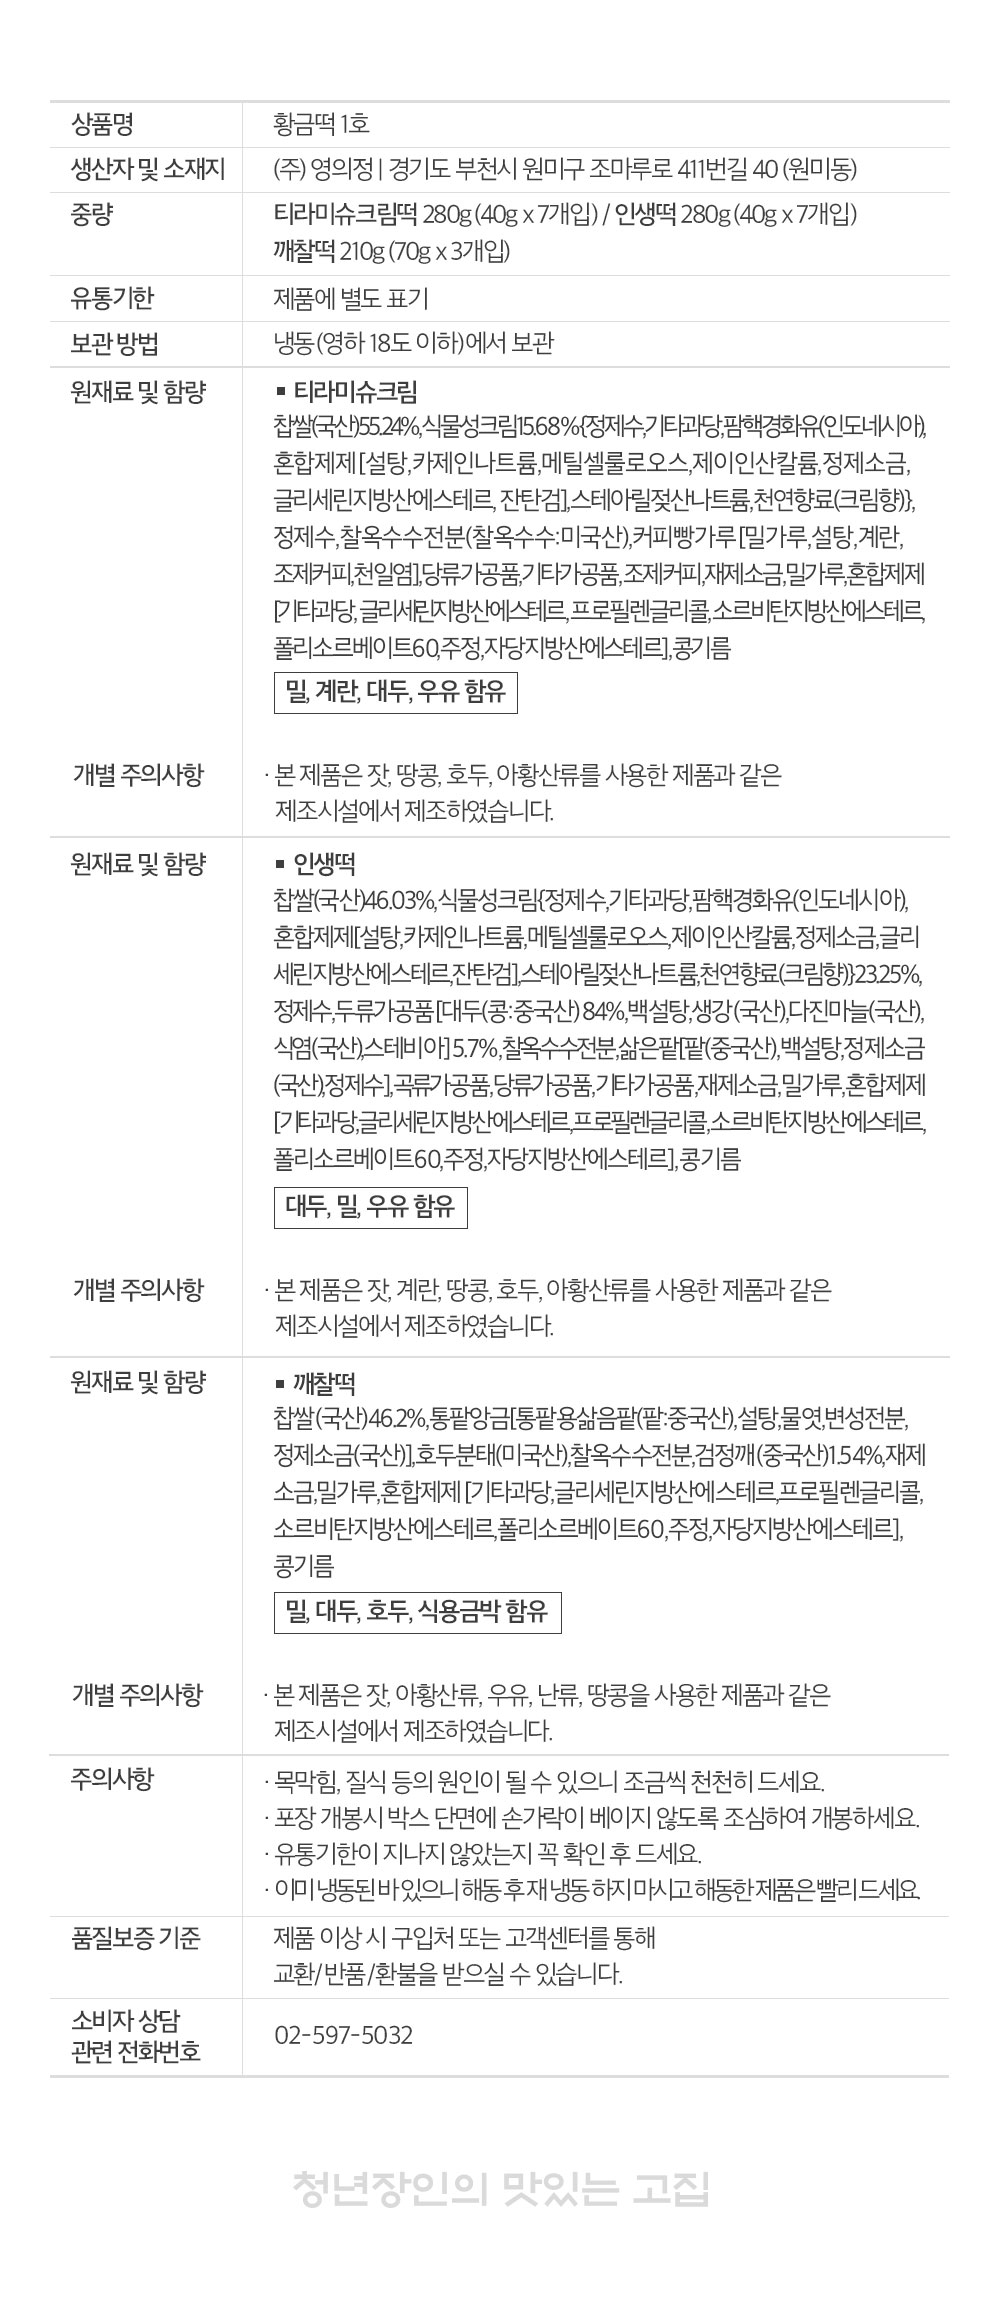 상품명
황금떡 1호
생산자 및 소재지
(주) 영의정 | 경기도 부천시 원미구 조마루로 411번길 40 (원미동)
중량
티라미슈크림떡 280g (40g x 7개입) / 인생떡 280g (40g x 7개입)
깨찰떡 210g (70g x 3개입)
유통기한
제품에 별도 표기
보관 방법
냉동(영하 18도 이하)에서 보관
원재료 및 함량
▪ 티라미슈크림
찹쌀(국산)55.24%,식물성크림15.68%{정제수,기타과당,팜핵경화유(인도네시아),
혼합제제 [설탕,카제인나트륨,메틸셀룰로오스,제이인산칼륨,정제소금,
글리세린지방산에스테르, 잔탄검],스테아릴젖산나트륨,천연향료(크림향)},
정제수,찰옥수수전분(찰옥수수:미국산),커피빵가루 [밀가루,설탕,계란,
조제커피,천일염],당류가공품,기타가공품,조제커피,재제소금,밀가루,혼합제제
[기타과당, 글리세린지방산에스테르, 프로필렌글리콜, 소르비탄지방산에스테르,
폴리소르베이트60,주정,자당지방산에스테르],콩기름
밀, 계란, 대두, 우유 함유
개별 주의사항
· 본 제품은 잣, 땅콩, 호두, 아황산류를 사용한 제품과 같은
제조시설에서 제조하였습니다.
원재료 및 함량
▪ 인생떡
찹쌀(국산)46.03%,식물성크림{정제수,기타과당,팜핵경화유(인도네시아),
혼합제제[설탕,카제인나트륨,메틸셀룰로오스,제이인산칼륨,정제소금,글리
세린지방산에스테르,잔탄검],스테아릴젖산나트륨,천연향료(크림향)}23.25%,
정제수,두류가공품 [대두(콩:중국산) 84%,백설탕,생강(국산),다진마늘(국산),
식염(국산),스테비아] 5.7%,찰옥수수전분,삶은팥[팥(중국산),백설탕,정제소금
(국산),정제수],곡류가공품,당류가공품,기타가공품,재제소금,밀가루,혼합제제
[기타과당,글리세린지방산에스테르,프로필렌글리콜,소르비탄지방산에스테르,
폴리소르베이트60,주정,자당지방산에스테르],콩기름
대두, 밀, 우유 함유
개별 주의사항
· 본 제품은 잣, 계란, 땅콩, 호두, 아황산류를 사용한 제품과 같은
제조시설에서 제조하였습니다.
원재료 및 함량
▪ 깨찰떡
찹쌀(국산)46.2%,통팥앙금[통팥용삶음팥(팥:중국산),설탕,물엿,변성전분,
정제소금(국산)],호두분태(미국산),찰옥수수전분,검정깨(중국산)1.54%,재제
소금,밀가루,혼합제제 [기타과당,글리세린지방산에스테르,프로필렌글리콜,
소르비탄지방산에스테르,폴리소르베이트60,주정,자당지방산에스테르],
콩기름
밀, 대두, 호두, 식용금박 함유
개별 주의사항
· 본 제품은 잣, 아황산류, 우유, 난류, 땅콩을 사용한 제품과 같은
제조시설에서 제조하였습니다.
주의사항
· 목막힘, 질식 등의 원인이 될 수 있으니 조금씩 천천히 드세요.
· 포장 개봉시 박스 단면에 손가락이 베이지 않도록 조심하여 개봉하세요.
· 유통기한이 지나지 않았는지 꼭 확인 후 드세요.
· 이미 냉동된 바 있으니 해동 후 재 냉동 하지 마시고 해동한 제품은 빨리 드세요.
품질보증 기준
제품 이상 시 구입처 또는 고객센터를 통해
교환/반품/환불을 받으실 수 있습니다.
소비자 상담
관련 전화번호
02-597-5032
청년장인의 맛있는 고집